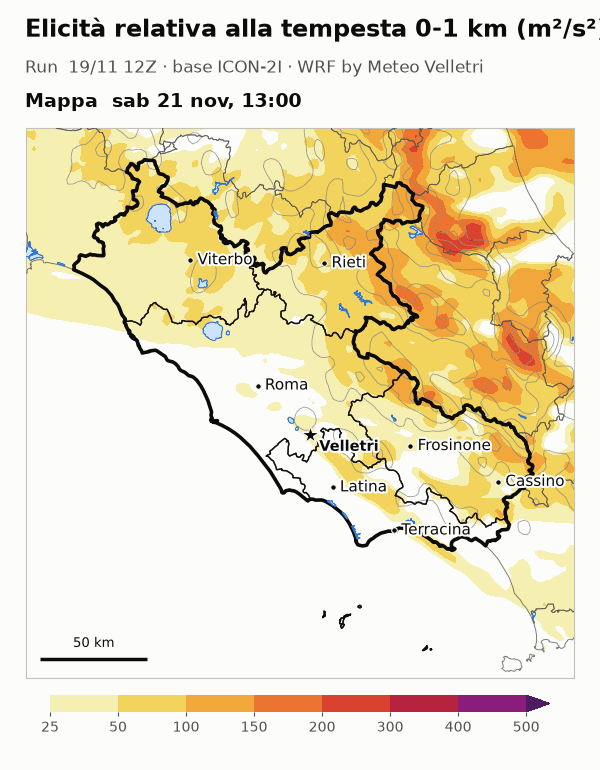 Elicità relativa alla tempesta 0-1 km (m²/s²)
Run  19/11 12Z · base ICON-2I · WRF by Meteo Velletri
Mappa  sab 21 nov, 13:00
Viterbo
Rieti
Roma
Velletri
Frosinone
Cassino
Latina
Terracina
50 km
25 50 100 150 200 300 400 500